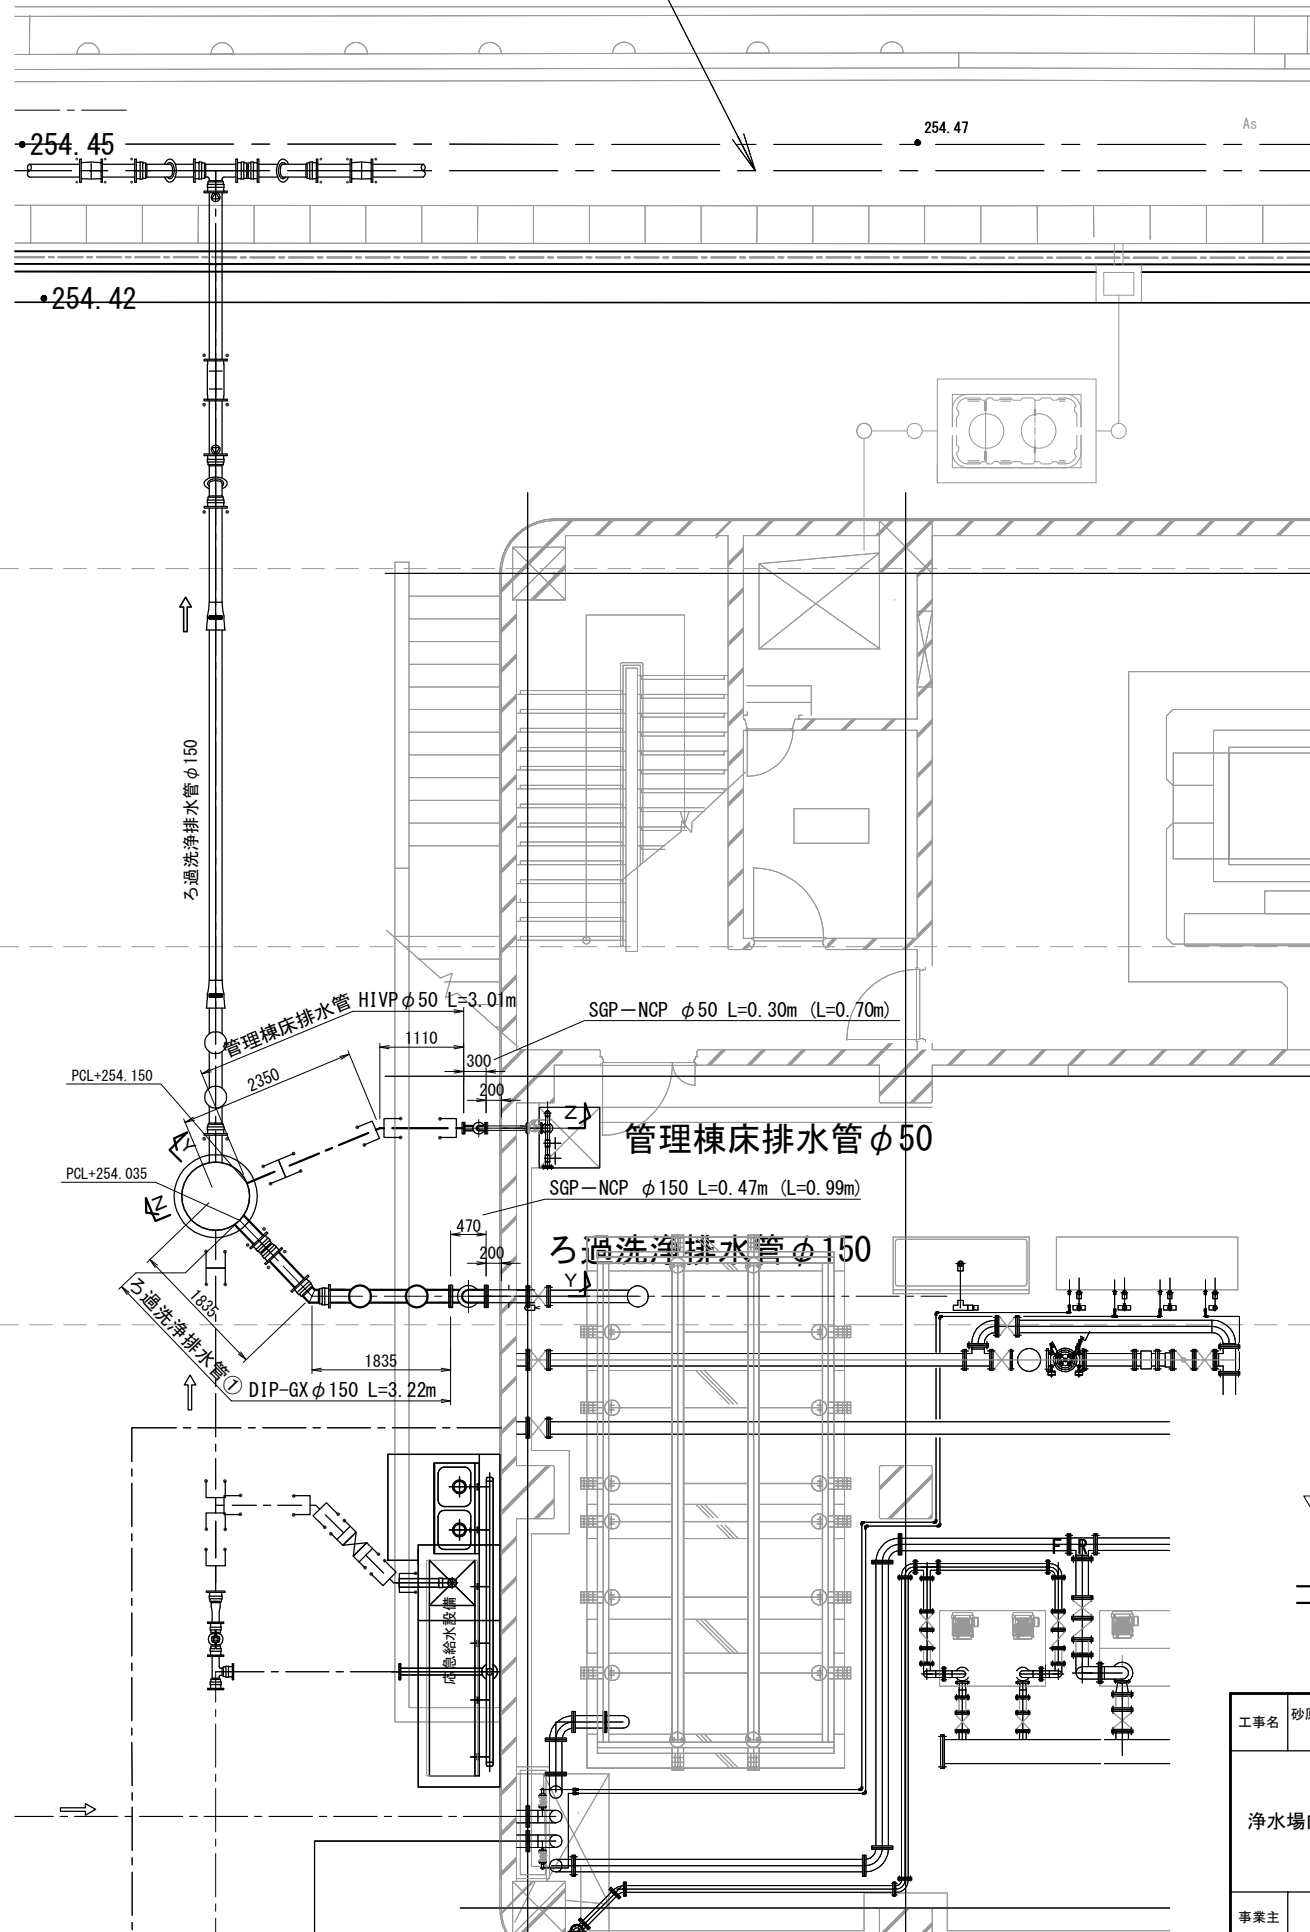 254.45
254.47
As
254.42
ろ過洗浄排水管φ150
管理棟床排水管 HIVPφ50 L=3.01m
SGP－NCP φ50 L=0.30m (L=0.70m)
1110
300
2350
200
PCL+254.150
Z
管理棟床排水管φ50
Y
PCL+254.035
SGP－NCP φ150 L=0.47m (L=0.99m)
Z
470
ろ過洗浄排水管φ150
200
Y
1835
ろ過洗浄排水管①
1835
DIP-GXφ150 L=3.22m
F R
応急給水設備
工事名
浄水場
事業主